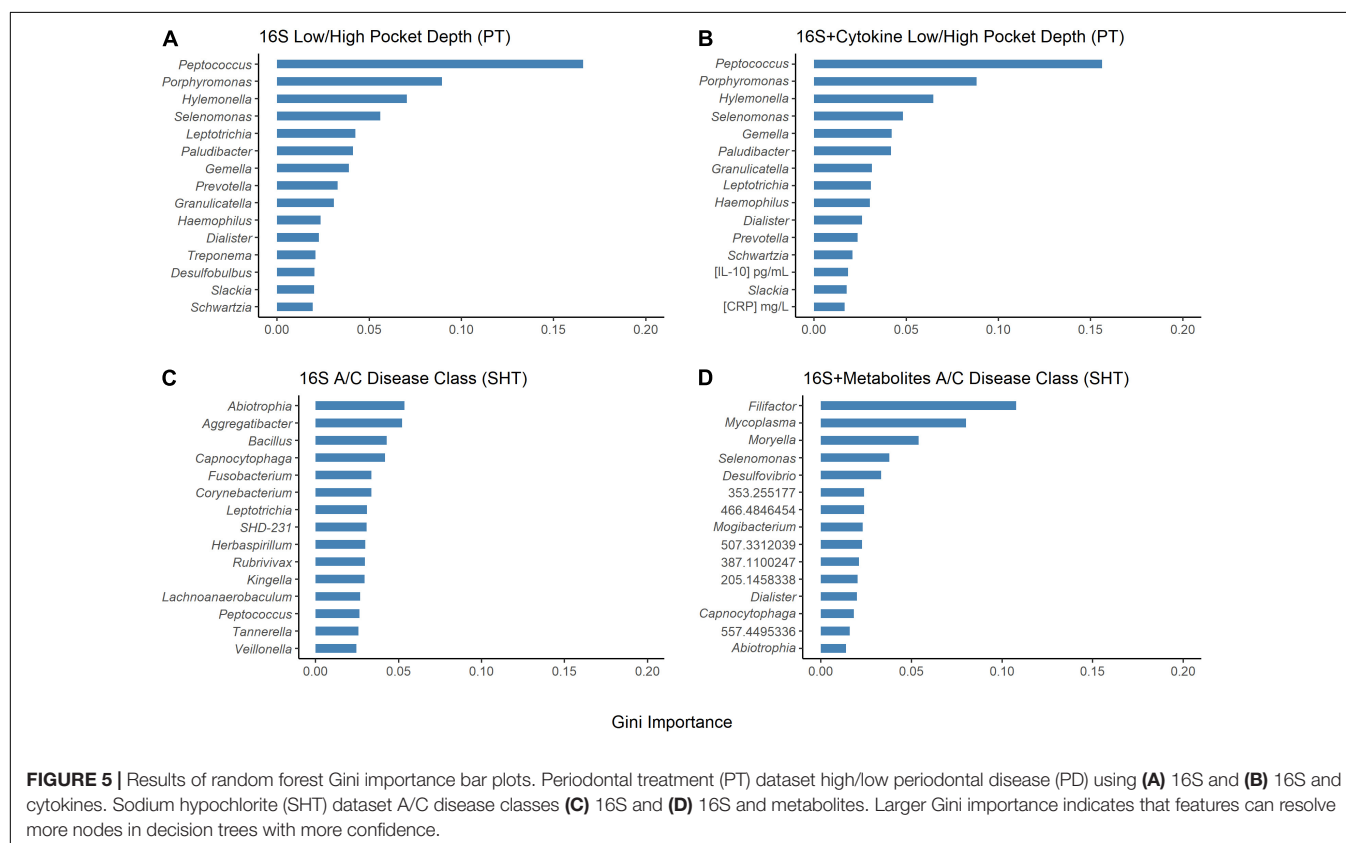 A
16S Low/High Pocket Depth (PT)
Peptococcus
Porphyromonas
Hylemonella
Selenomonas
Leptotrichia
Paludibacter
Gemella
Prevotella
Granulicatella
Haemophilus
Dialister
Treponema
Desulfobulbus
Slackia
Schwartzia
0.00 0.05 0.10 0.15 0.20
B
16S+Cytokine Low/High Pocket Depth (PT)
Peptococcus
Porphyromonas
Hylemonella
Selenomonas
Gemella
Paludibacter
Granulicatella
Leptotrichia
Haemophilus
Dialister
Prevotella
Schwartzia
[IL-10] pg/mL
Slackia
[CRP] mg/L
0.00 0.05 0.10 0.15 0.20
C
16S A/C Disease Class (SHT)
Abiotrophia
Aggregatibacter
Bacillus
Capnocytophaga
Fusobacterium
Corynebacterium
Leptotrichia
SHD-231
Herbaspirillum
Rubrivivax
Kingella
Lachnoanaerobaculum
Peptococcus
Tannerella
Veillonella
0.00 0.05 0.10 0.15 0.20
D
16S+Metabolites A/C Disease Class (SHT)
Filifactor
Mycoplasma
Moryella
Selenomonas
Desulfovibrio
353.255177
466.4846454
Mogibacterium
507.3312039
387.1100247
205.1458338
Dialister
Capnocytophaga
557.4495336
Abiotrophia
0.00 0.05 0.10 0.15 0.20
Gini Importance
FIGURE 5 | Results of random forest Gini importance bar plots. Periodontal treatment (PT) dataset high/low periodontal disease (PD) using (A) 16S and (B) 16S and
cytokines. Sodium hypochlorite (SHT) dataset A/C disease classes (C) 16S and (D) 16S and metabolites. Larger Gini importance indicates that features can resolve
more nodes in decision trees with more confidence.